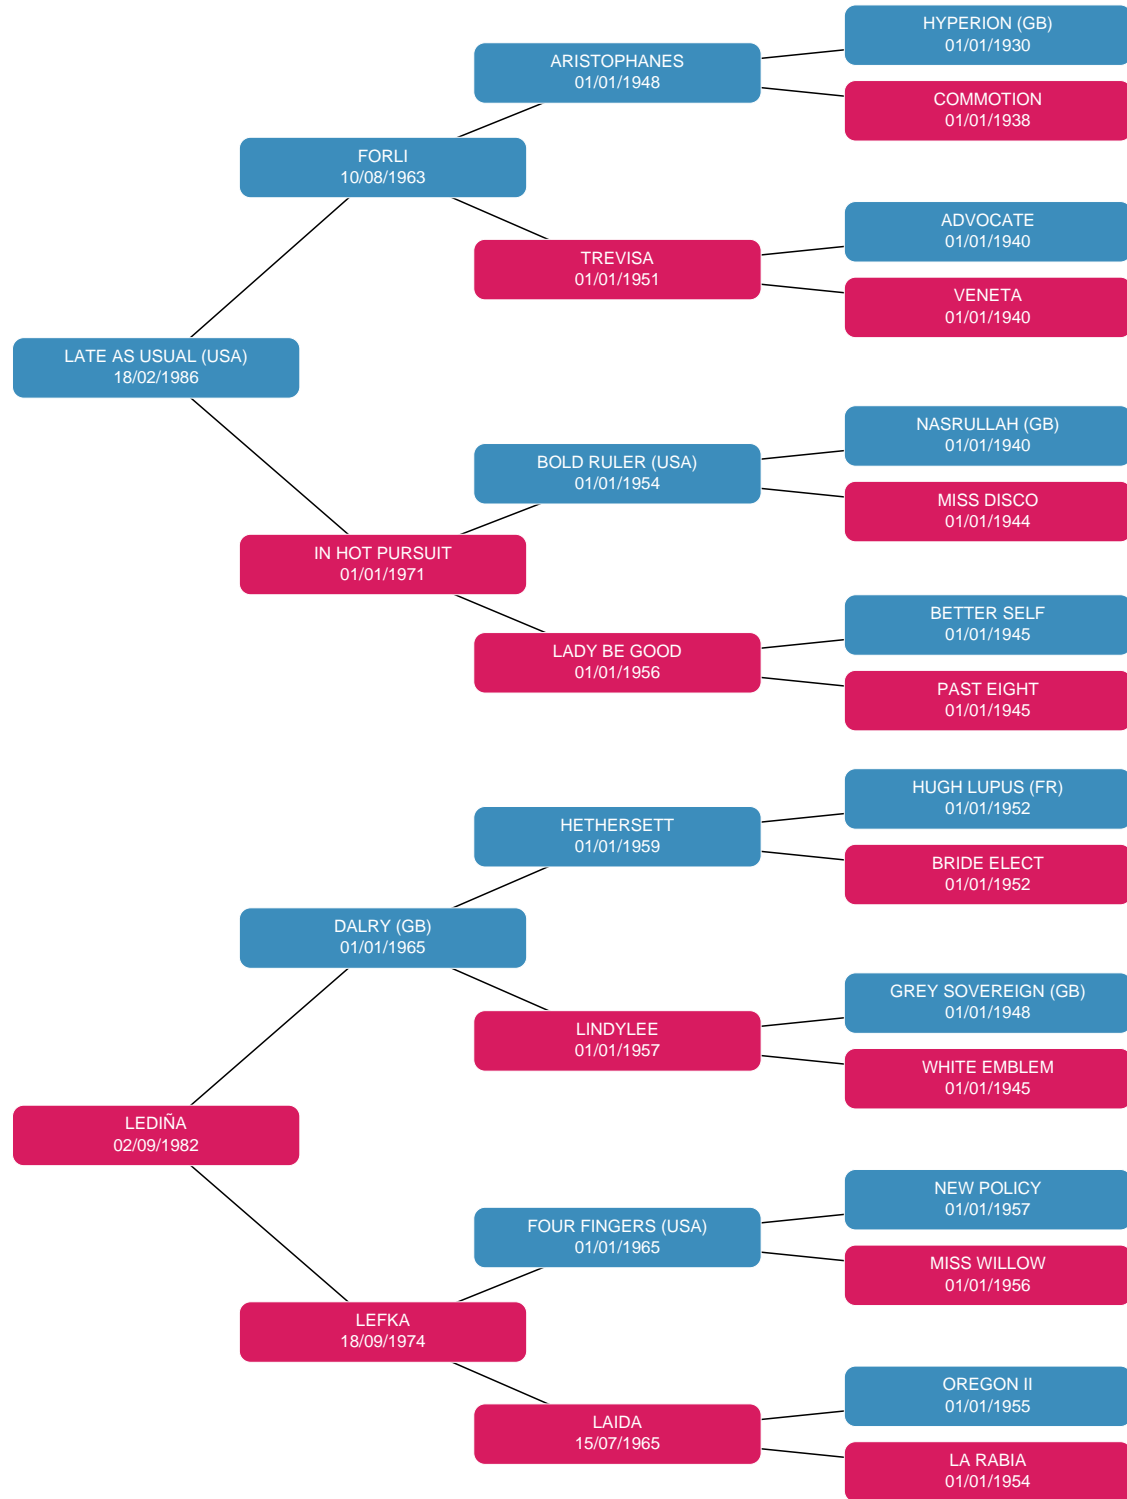 HYPERION (GB)
01/01/1930
ARISTOPHANES
01/01/1948
COMMOTION
01/01/1938
FORLI
10/08/1963
ADVOCATE
01/01/1940
TREVISA
01/01/1951
VENETA
01/01/1940
LATE AS USUAL (USA)
18/02/1986
NASRULLAH (GB)
01/01/1940
BOLD RULER (USA)
01/01/1954
MISS DISCO
01/01/1944
IN HOT PURSUIT
01/01/1971
BETTER SELF
01/01/1945
LADY BE GOOD
01/01/1956
PAST EIGHT
01/01/1945
HUGH LUPUS (FR)
01/01/1952
HETHERSETT
01/01/1959
BRIDE ELECT
01/01/1952
DALRY (GB)
01/01/1965
GREY SOVEREIGN (GB)
01/01/1948
LINDYLEE
01/01/1957
WHITE EMBLEM
01/01/1945
LEDIÑA
02/09/1982
NEW POLICY
01/01/1957
FOUR FINGERS (USA)
01/01/1965
MISS WILLOW
01/01/1956
LEFKA
18/09/1974
OREGON II
01/01/1955
LAIDA
15/07/1965
LA RABIA
01/01/1954